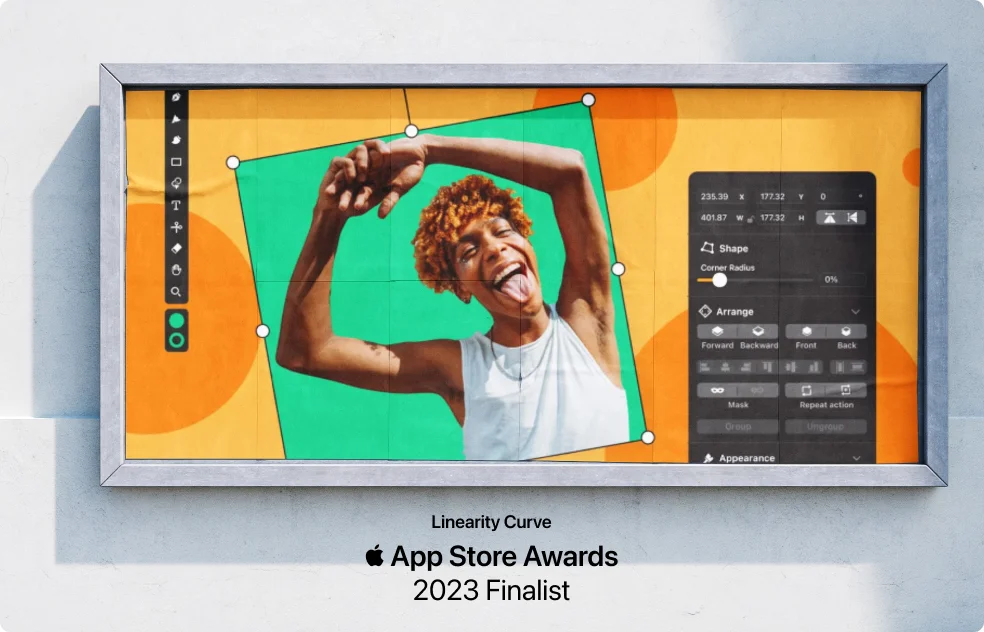 T
235.39 X 177.32 Y 0 °
401.87 W 177.32 H
Shape
Corner Radius
0%
Arrange
Forward Backward Front Back
Mask Repeat action
Group Ungroup
Appearance
Linearity Curve
App Store Awards
2023 Finalist